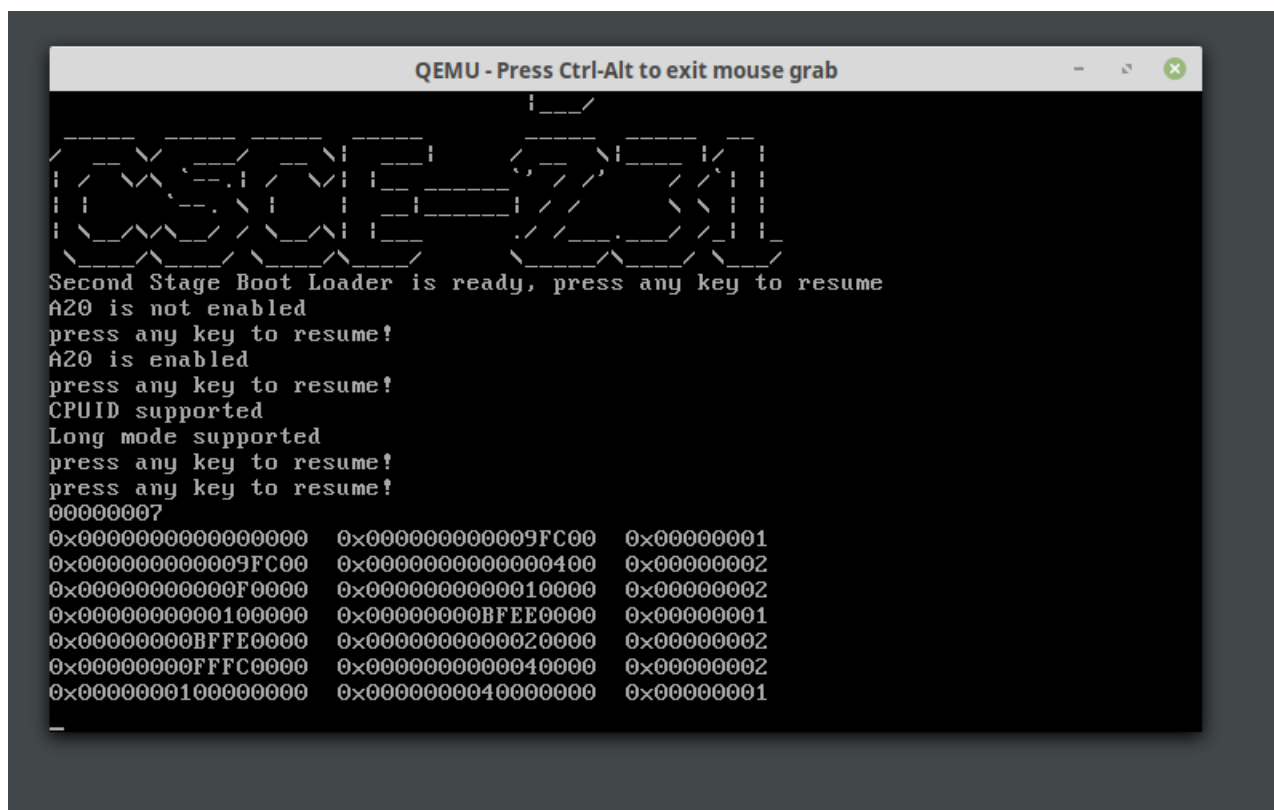 QEMU - Press Ctrl-Alt to exit mouse grab
CSCE-231
Second Stage Boot Loader is ready, press any key to resume
A20 is not enabled
press any key to resume!
A20 is enabled
press any key to resume!
CPUID supported
Long mode supported
press any key to resume!
press any key to resume!
00000007
0x0000000000000000 0x000000000009FC00 0x00000001
0x000000000009FC00 0x0000000000000400 0x00000002
0x00000000000F0000 0x0000000000010000 0x00000002
0x0000000000100000 0x00000000BFEE0000 0x00000001
0x00000000BFFE0000 0x0000000000020000 0x00000002
0x00000000FFFC0000 0x0000000000040000 0x00000002
0x0000000100000000 0x0000000040000000 0x00000001